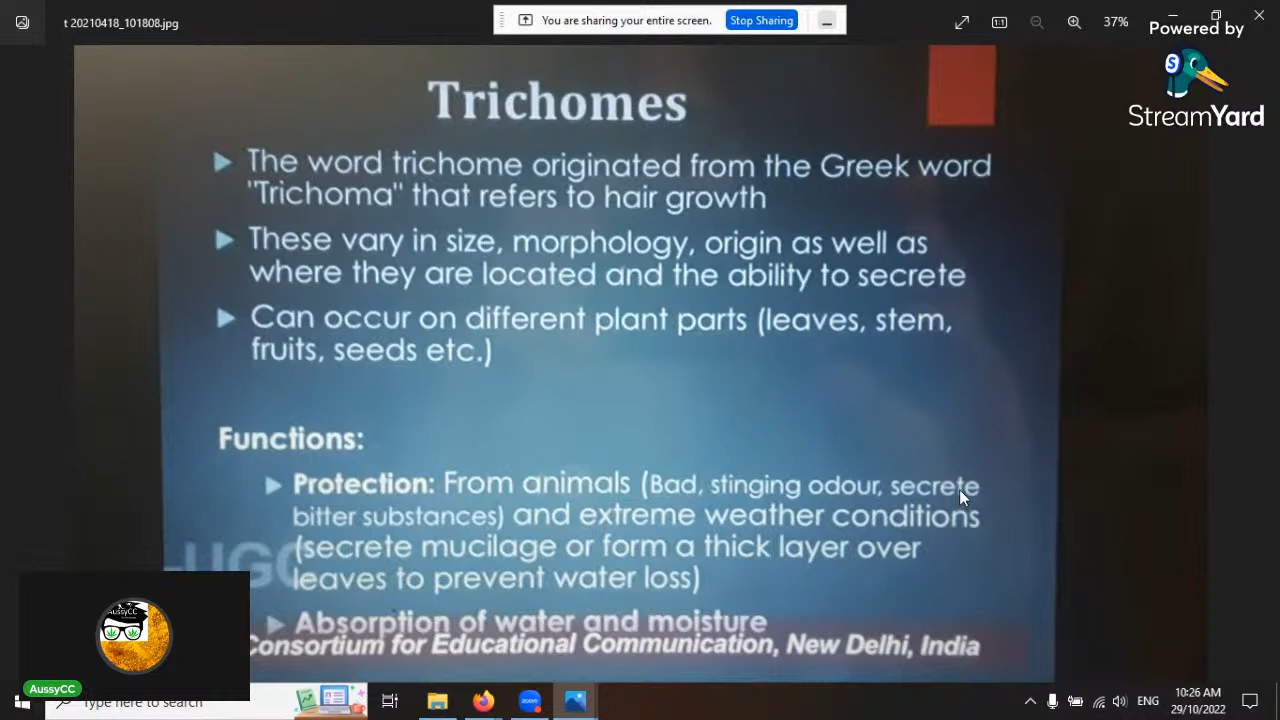 t 20210418_101808.jpg
You are sharing your entire screen.
Stop Sharing
1:1
37%
Powered by
StreamYard
Trichomes
The word trichome originated from the Greek word
"Trichoma" that refers to hair growth
These vary in size, morphology, origin as well as
where they are located and the ability to secrete
Can occur on different plant parts (leaves, stem,
fruits, seeds etc.)
Functions:
Protection: From animals (Bad, stinging odour, secrete
bitter substances) and extreme weather conditions
(secrete mucilage or form a thick layer over
leaves to prevent water loss)
-UGC
Absorption of water and moisture
Consortium for Educational Communication, New Delhi, India
AussyCC
AussyCC
Type here to search
zoom
ENG
10:26 AM
29/10/2022